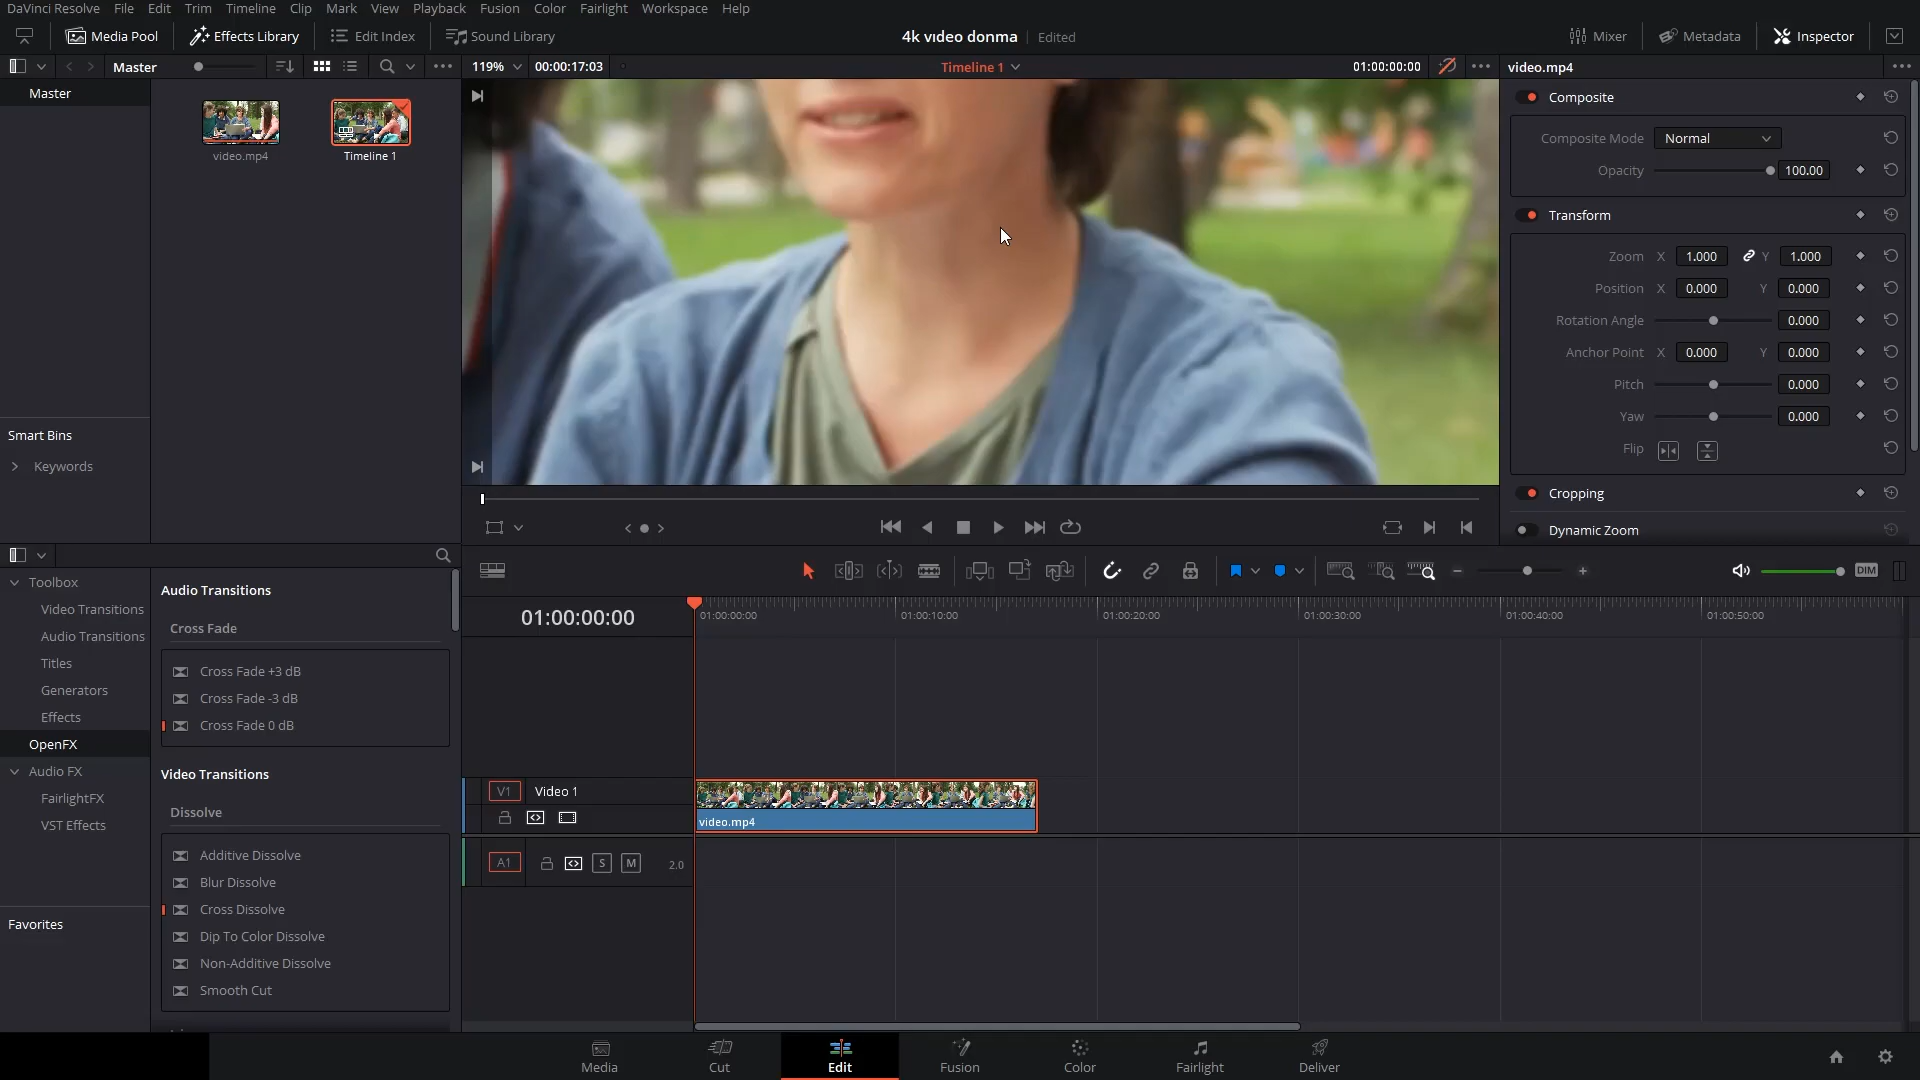 DaVinci Resolve File Edit Trim Timeline Clip Mark View Playback Fusion Color Fairlight Workspace Help
Media Pool Effects Library Edit Index Sound Library 4k vıdeo donma Edited Mixer Metadata Inspector
Master 119% 00:00:17:03 Timeline 1 01:00:00:00 video.mp4
Master
video.mp4 Timeline 1
Composite
Composite Mode Normal
Opacity 100.00
Transform
Zoom X 1.000 Y 1.000
Position X 0.000 Y 0.000
Rotation Angle 0.000
Anchor Point X 0.000 Y 0.000
Pitch 0.000
Yaw 0.000
Flip
Cropping
Dynamic Zoom
Smart Bins
Keywords
Toolbox
Video Transitions
Audio Transitions
Titles
Generators
Effects
OpenFX
Audio FX
FairlightFX
VST Effects
Favorites
Audio Transitions
Cross Fade
Cross Fade +3 dB
Cross Fade -3 dB
Cross Fade 0 dB
Video Transitions
Dissolve
Additive Dissolve
Blur Dissolve
Cross Dissolve
Dip To Color Dissolve
Non-Additive Dissolve
Smooth Cut
DIM
01:00:00:00 01:00:00:00 01:00:10:00 01:00:20:00 01:00:30:00 01:00:40:00 01:00:50:00
V1 Video 1
video.mp4
A1 S M 2.0
Media Cut Edit Fusion Color Fairlight Deliver